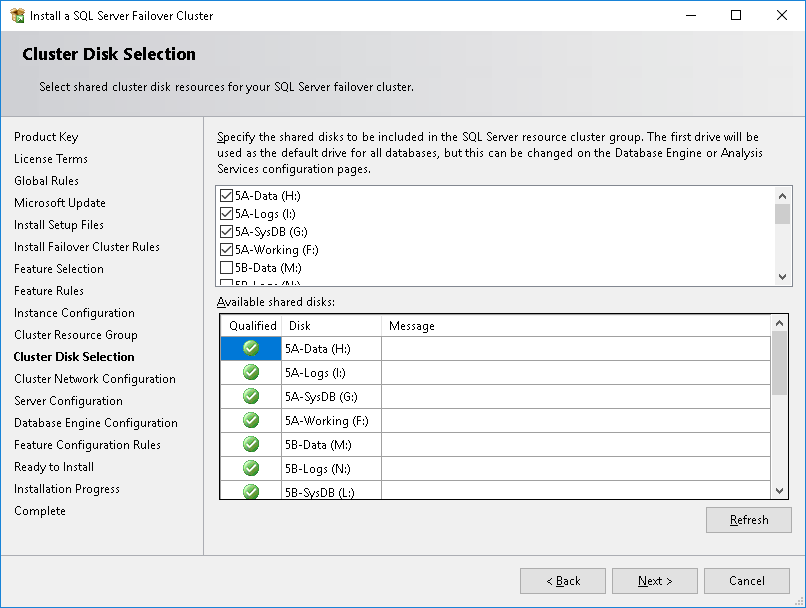 Install a SQL Server Failover Cluster
Cluster Disk Selection
Select shared cluster disk resources for your SQL Server failover cluster.
Product Key
License Terms
Global Rules
Microsoft Update
Install Setup Files
Install Failover Cluster Rules
Feature Selection
Feature Rules
Instance Configuration
Cluster Resource Group
Cluster Disk Selection
Cluster Network Configuration
Server Configuration
Database Engine Configuration
Feature Configuration Rules
Ready to Install
Installation Progress
Complete
Specify the shared disks to be included in the SQL Server resource cluster group. The first drive will be
used as the default drive for all databases, but this can be changed on the Database Engine or Analysis
Services configuration pages.
5A-Data (H:)
5A-Logs (I:)
5A-SysDB (G:)
5A-Working (F:)
5B-Data (M:)
5B-Logs (N:)
Available shared disks:
Qualified Disk Message
5A-Data (H:)
5A-Logs (I:)
5A-SysDB (G:)
5A-Working (F:)
5B-Data (M:)
5B-Logs (N:)
5B-SysDB (L:)
Refresh
< Back Next > Cancel